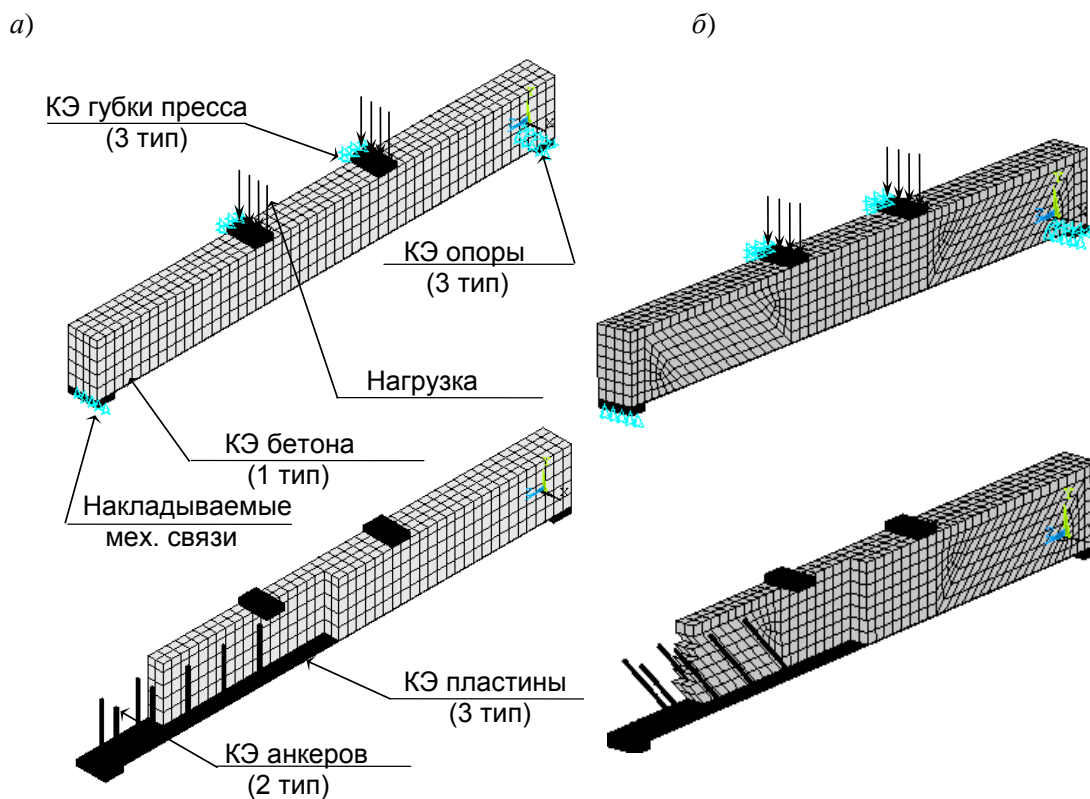 а)
б)
КЭ губки пресса
(3 тип)
КЭ опоры
(3 тип)
Нагрузка
КЭ бетона
(1 тип)
Накладываемые
мех. связи
КЭ пластины
(3 тип)
КЭ анкеров
(2 тип)